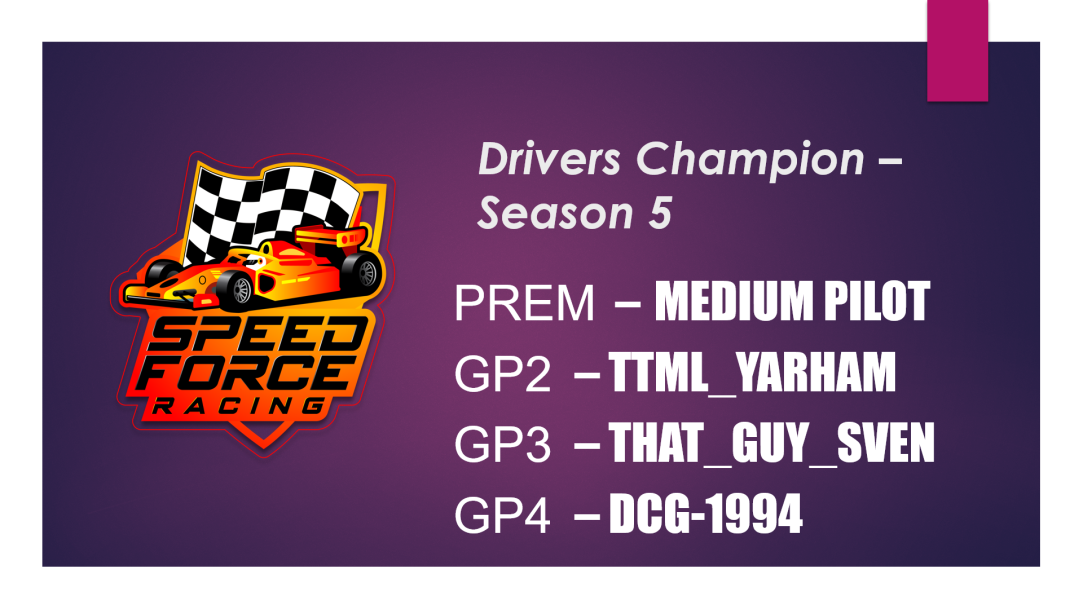 SPEED
FORCE
RACING
Drivers Champion –
Season 5
PREM – MEDIUM PILOT
GP2 – TTML_YARHAM
GP3 – THAT_GUY_SVEN
GP4 – DCG-1994